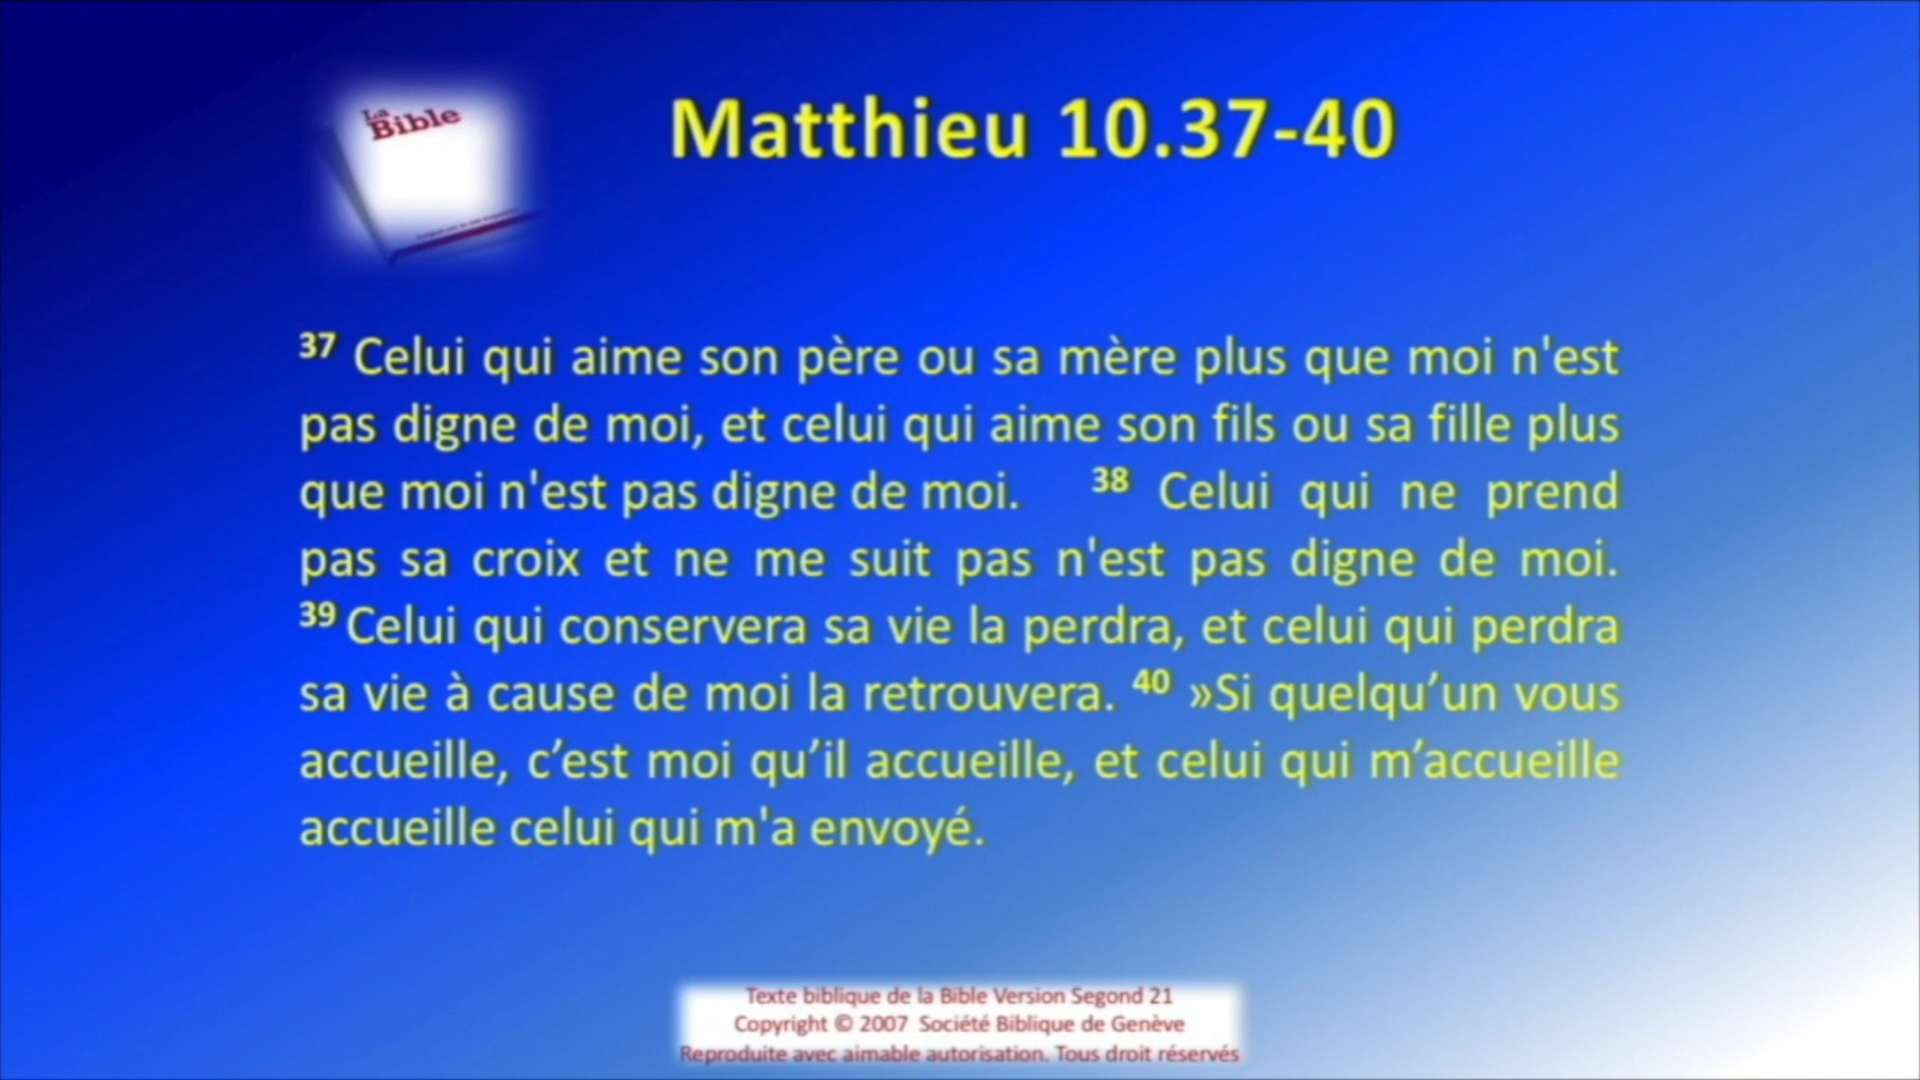 La
Bible
Matthieu 10.37-40
37 Celui qui aime son père ou sa mère plus que moi n'est
pas digne de moi, et celui qui aime son fils ou sa fille plus
que moi n'est pas digne de moi. 38 Celui qui ne prend
pas sa croix et ne me suit pas n'est pas digne de moi.
39 Celui qui conservera sa vie la perdra, et celui qui perdra
sa vie à cause de moi la retrouvera. 40 »Si quelqu’un vous
accueille, c’est moi qu’il accueille, et celui qui m’accueille
accueille celui qui m'a envoyé.
Texte biblique de la Bible Version Segond 21
Copyright © 2007 Société Biblique de Genève
Reproduite avec aimable autorisation. Tous droit réservés